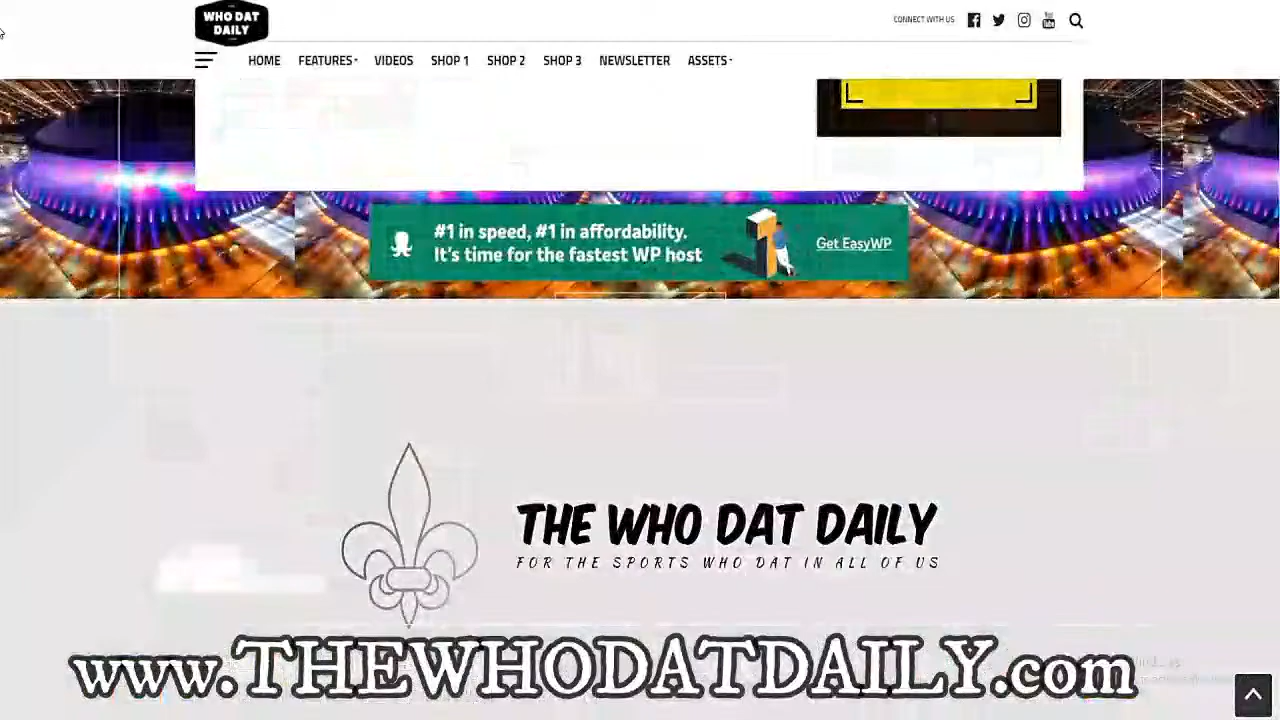 WHO DAT
DAILY
CONNECT WITH US
HOME FEATURES VIDEOS SHOP 1 SHOP 2 SHOP 3 NEWSLETTER ASSETS
#1 in speed, #1 in affordability.
It's time for the fastest WP host
Get EasyWP
THE WHO DAT DAILY
FOR THE SPORTS WHO DAT IN ALL OF US
www.THEWHODATDAILY.com